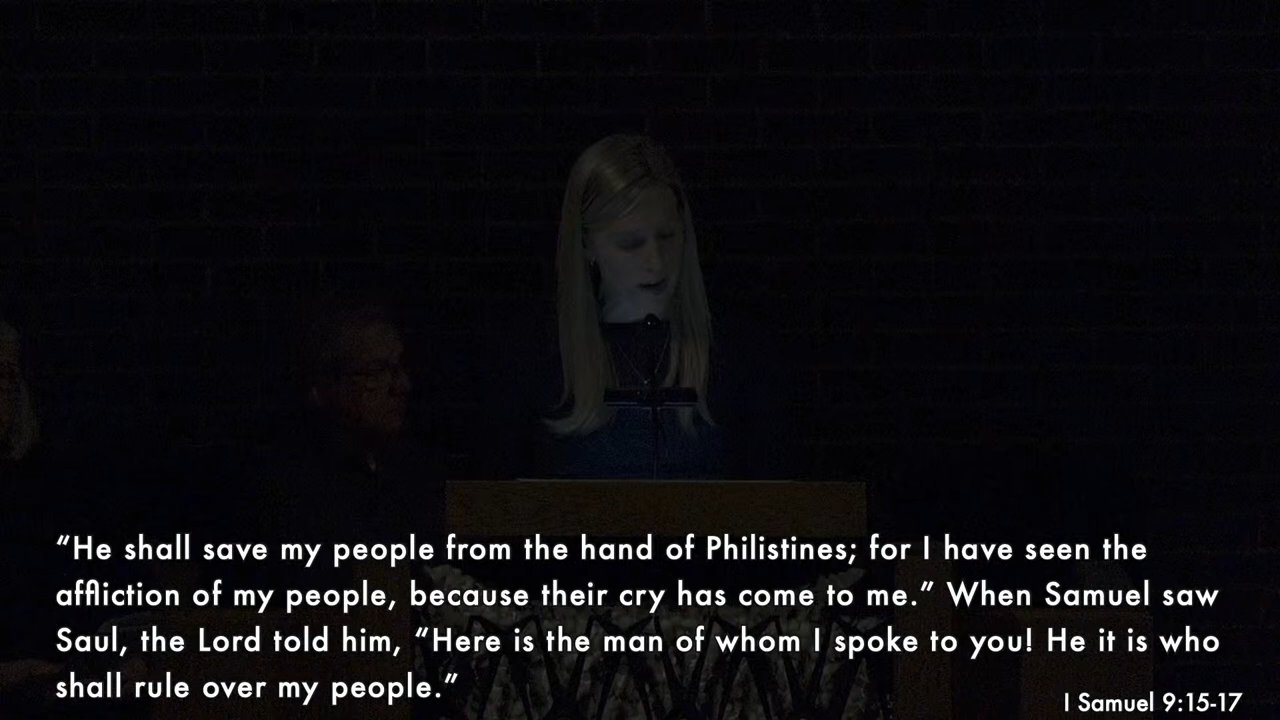 “He shall save my people from the hand of Philistines; for I have seen the
affliction of my people, because their cry has come to me.” When Samuel saw
Saul, the Lord told him, “Here is the man of whom I spoke to you! He it is who
shall rule over my people.”
I Samuel 9:15-17